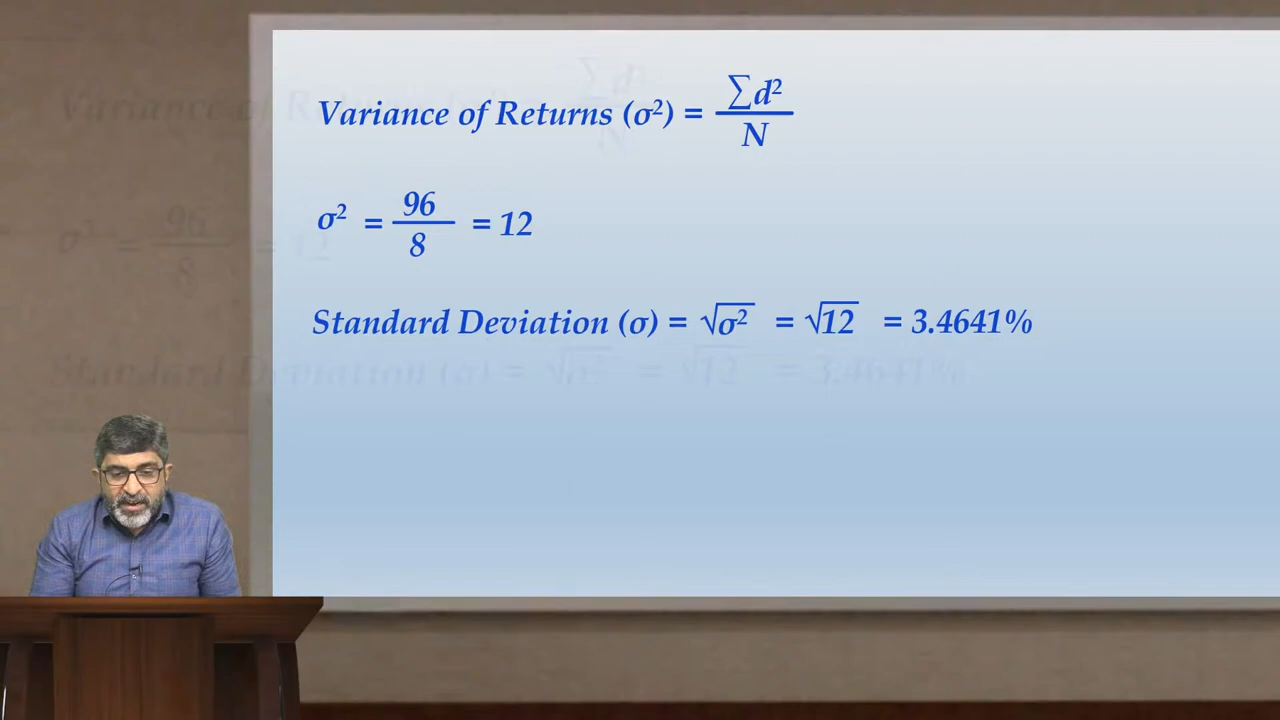 Variance of Returns (σ²) = ∑d² / N
σ² = 96 / 8 = 12
Standard Deviation (σ) = √σ² = √12 = 3.4641%